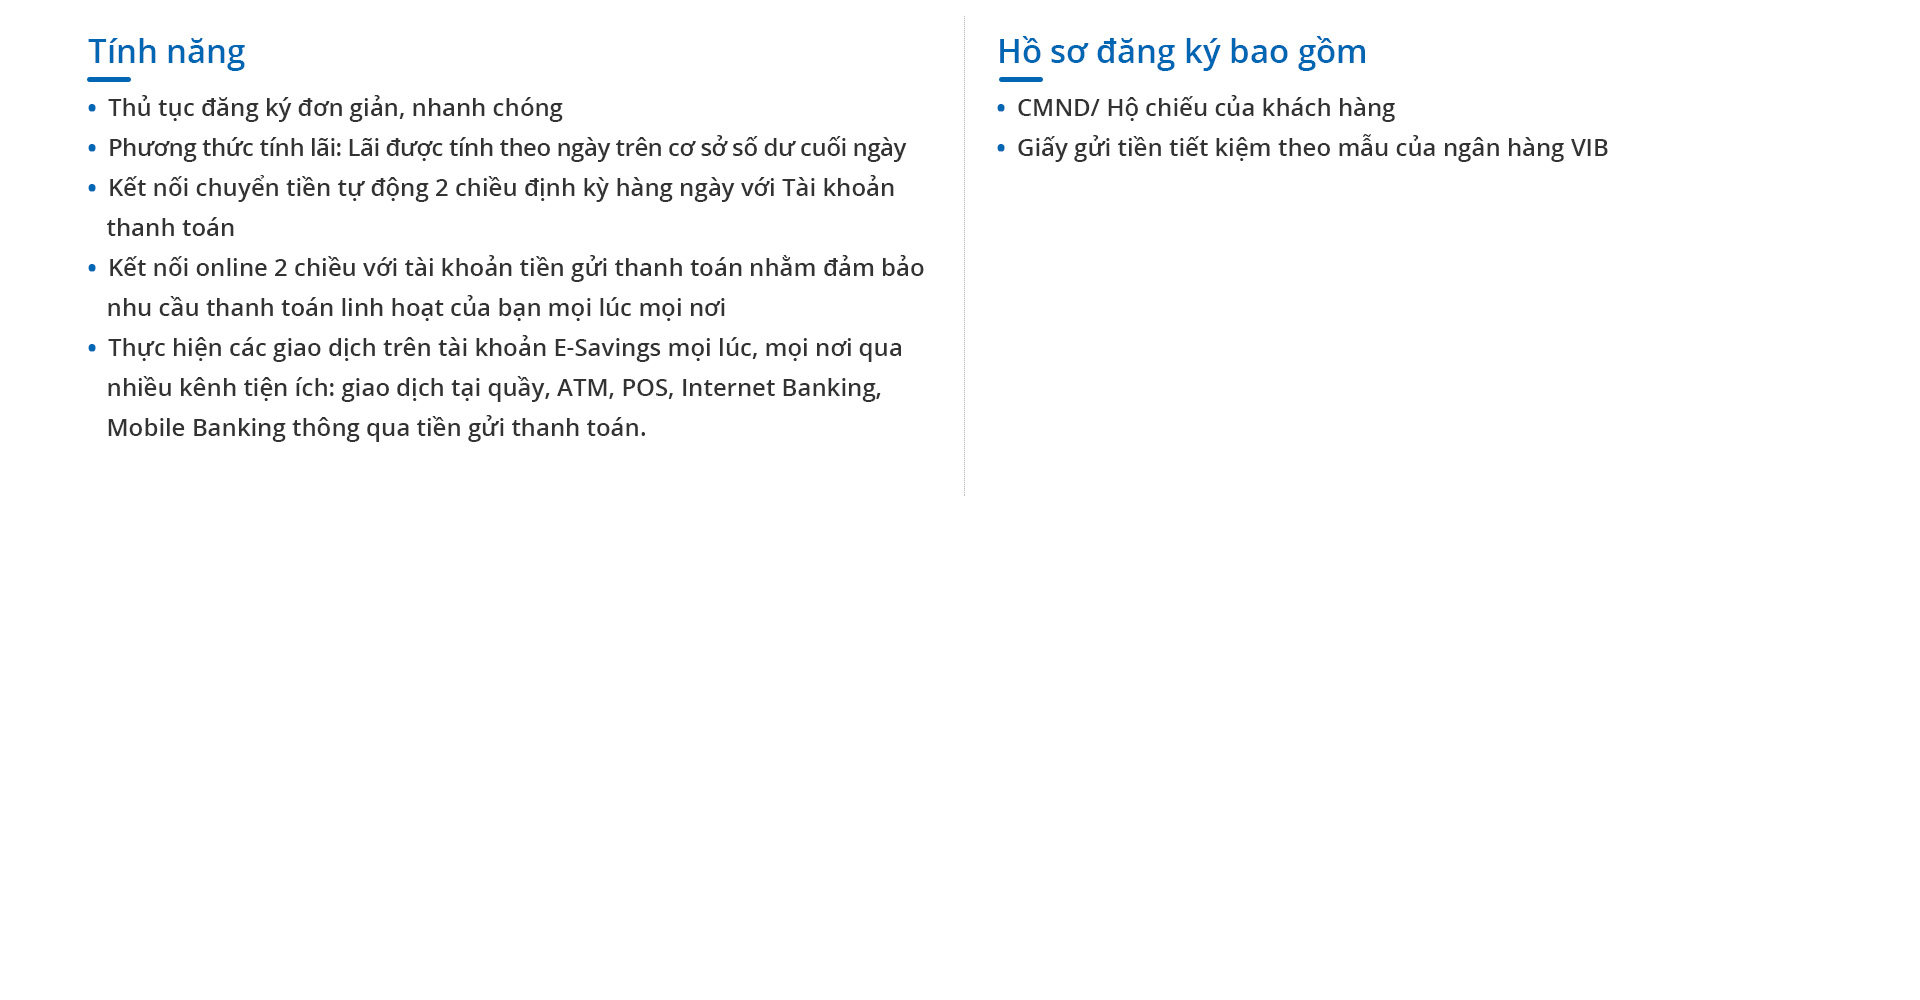 Tính năng
• Thủ tục đăng ký đơn giản, nhanh chóng
• Phương thức tính lãi: Lãi được tính theo ngày trên cơ sở số dư cuối ngày
• Kết nối chuyển tiền tự động 2 chiều định kỳ hàng ngày với Tài khoản
thanh toán
• Kết nối online 2 chiều với tài khoản tiền gửi thanh toán nhằm đảm bảo
nhu cầu thanh toán linh hoạt của bạn mọi lúc mọi nơi
• Thực hiện các giao dịch trên tài khoản E-Savings mọi lúc, mọi nơi qua
nhiều kênh tiện ích: giao dịch tại quầy, ATM, POS, Internet Banking,
Mobile Banking thông qua tiền gửi thanh toán.
Hồ sơ đăng ký bao gồm
• CMND/ Hộ chiếu của khách hàng
• Giấy gửi tiền tiết kiệm theo mẫu của ngân hàng VIB